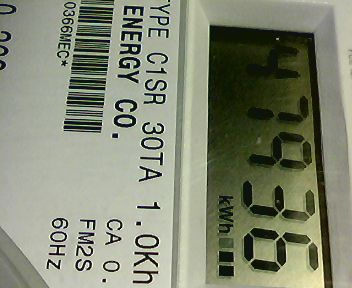 47936
kWh
TYPE C1SR 30TA 1.0Kh
ENERGY CO.
CA 0.
FM2S
60HZ
0366MEC*